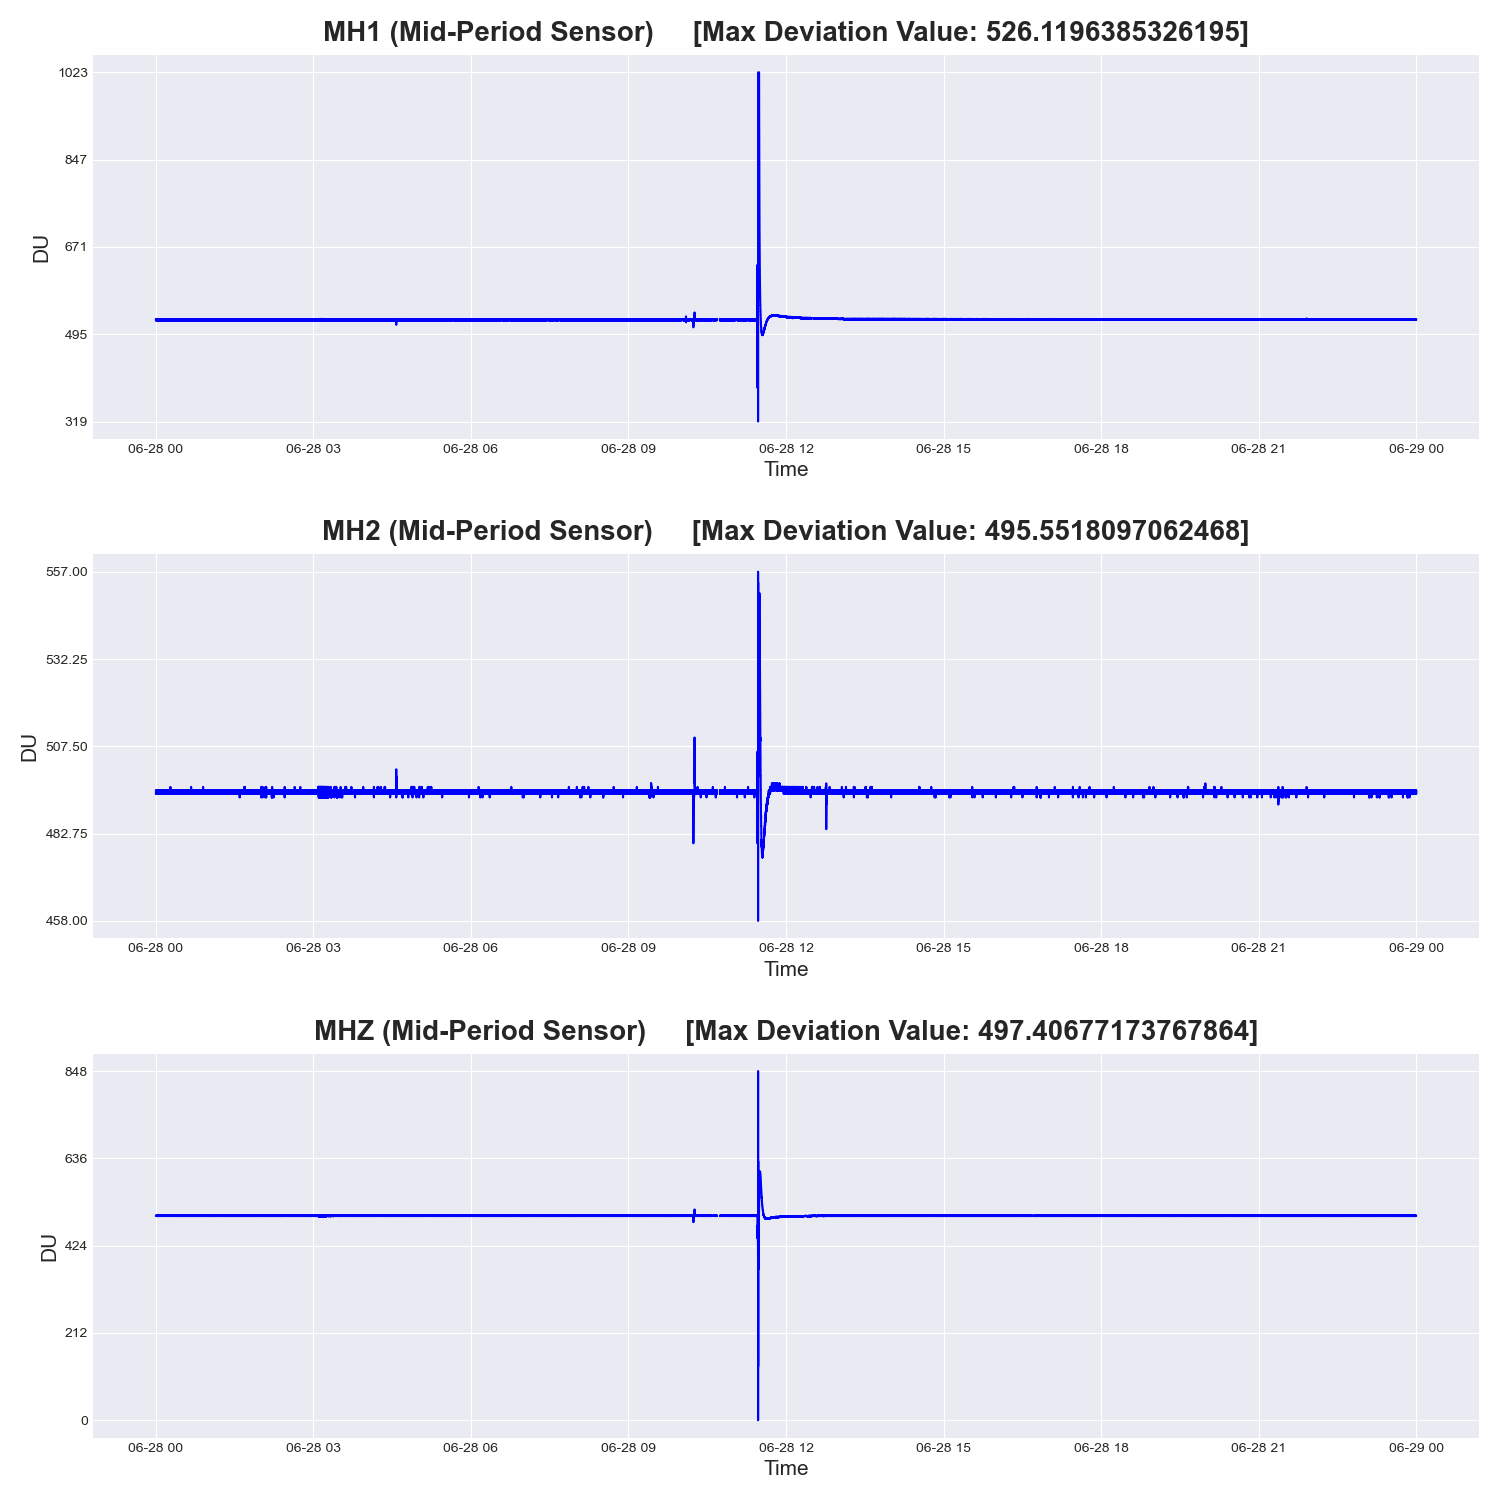 MH1 (Mid-Period Sensor) [Max Deviation Value: 526.1196385326195]
1023
847
671
495
319
DU
06-28 00 06-28 03 06-28 06 06-28 09 06-28 12 06-28 15 06-28 18 06-28 21 06-29 00
Time
MH2 (Mid-Period Sensor) [Max Deviation Value: 495.5518097062468]
557.00
532.25
507.50
482.75
458.00
DU
06-28 00 06-28 03 06-28 06 06-28 09 06-28 12 06-28 15 06-28 18 06-28 21 06-29 00
Time
MHZ (Mid-Period Sensor) [Max Deviation Value: 497.40677173767864]
848
636
424
212
0
DU
06-28 00 06-28 03 06-28 06 06-28 09 06-28 12 06-28 15 06-28 18 06-28 21 06-29 00
Time